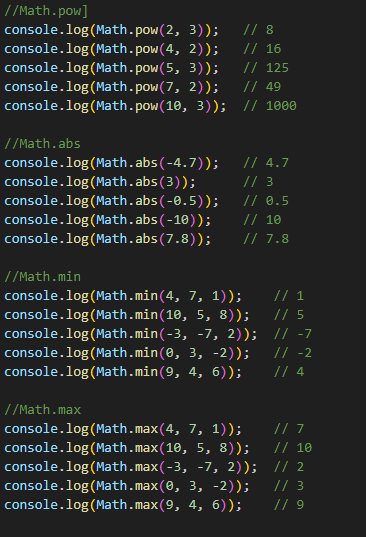 //Math.pow]
console.log(Math.pow(2, 3));   // 8
console.log(Math.pow(4, 2));   // 16
console.log(Math.pow(5, 3));   // 125
console.log(Math.pow(7, 2));   // 49
console.log(Math.pow(10, 3));  // 1000

//Math.abs
console.log(Math.abs(-4.7));   // 4.7
console.log(Math.abs(3));      // 3
console.log(Math.abs(-0.5));   // 0.5
console.log(Math.abs(-10));    // 10
console.log(Math.abs(7.8));    // 7.8

//Math.min
console.log(Math.min(4, 7, 1));    // 1
console.log(Math.min(10, 5, 8));   // 5
console.log(Math.min(-3, -7, 2));  // -7
console.log(Math.min(0, 3, -2));   // -2
console.log(Math.min(9, 4, 6));    // 4

//Math.max
console.log(Math.max(4, 7, 1));    // 7
console.log(Math.max(10, 5, 8));   // 10
console.log(Math.max(-3, -7, 2));  // 2
console.log(Math.max(0, 3, -2));   // 3
console.log(Math.max(9, 4, 6));    // 9